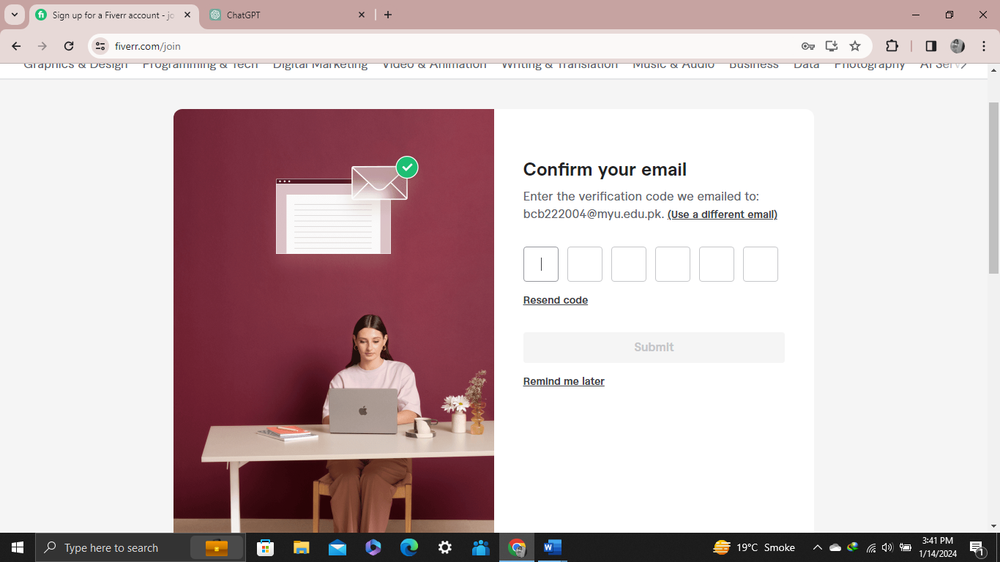 Sign up for a Fiverr account - jo
ChatGPT
fiverr.com/join
Graphics & Design Programming & Tech Digital Marketing Video & Animation Writing & Translation Music & Audio Business Data Photography AI Serv
Confirm your email
Enter the verification code we emailed to:
bcb222004@myu.edu.pk. (Use a different email)
Resend code
Submit
Remind me later
Type here to search
19°C Smoke
3:41 PM
1/14/2024
1